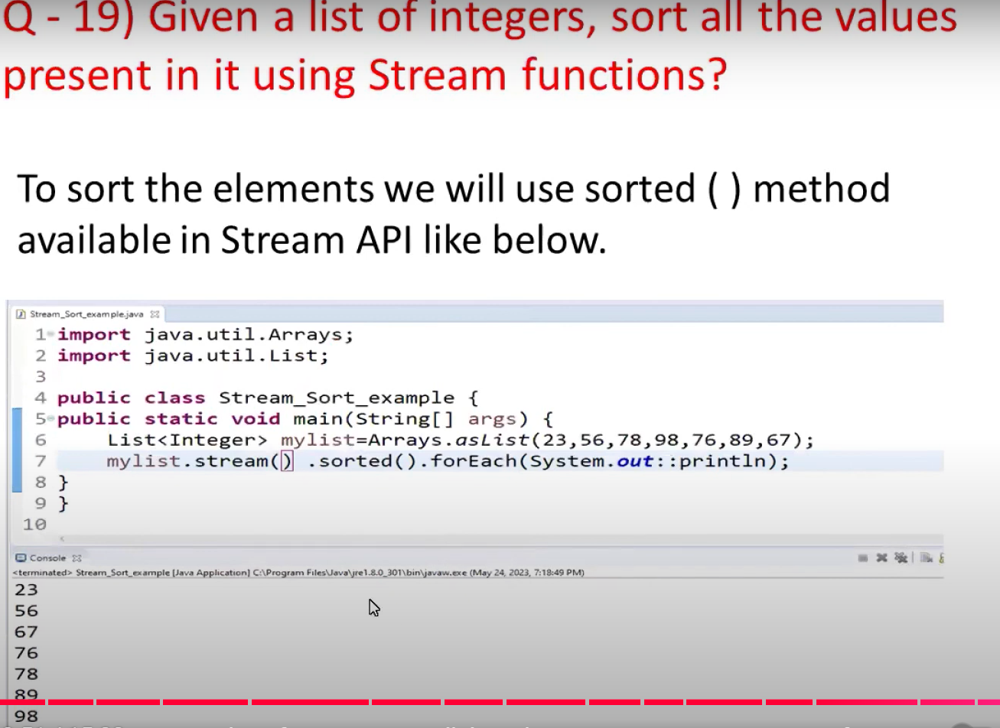 Q - 19) Given a list of integers, sort all the values
present in it using Stream functions?
To sort the elements we will use sorted ( ) method
available in Stream API like below.
Stream_Sort_example.java
1 import java.util.Arrays;
2 import java.util.List;
3
4 public class Stream_Sort_example {
5 public static void main(String[] args) {
6 List<Integer> mylist=Arrays.asList(23,56,78,98,76,89,67);
7 mylist.stream() .sorted().forEach(System.out::println);
8 }
9 }
10
Console
<terminated> Stream_Sort_example [Java Application] C:\Program Files\Java\jre1.8.0_301\bin\javaw.exe (May 24, 2023, 7:18:49 PM)
23
56
67
76
78
89
98